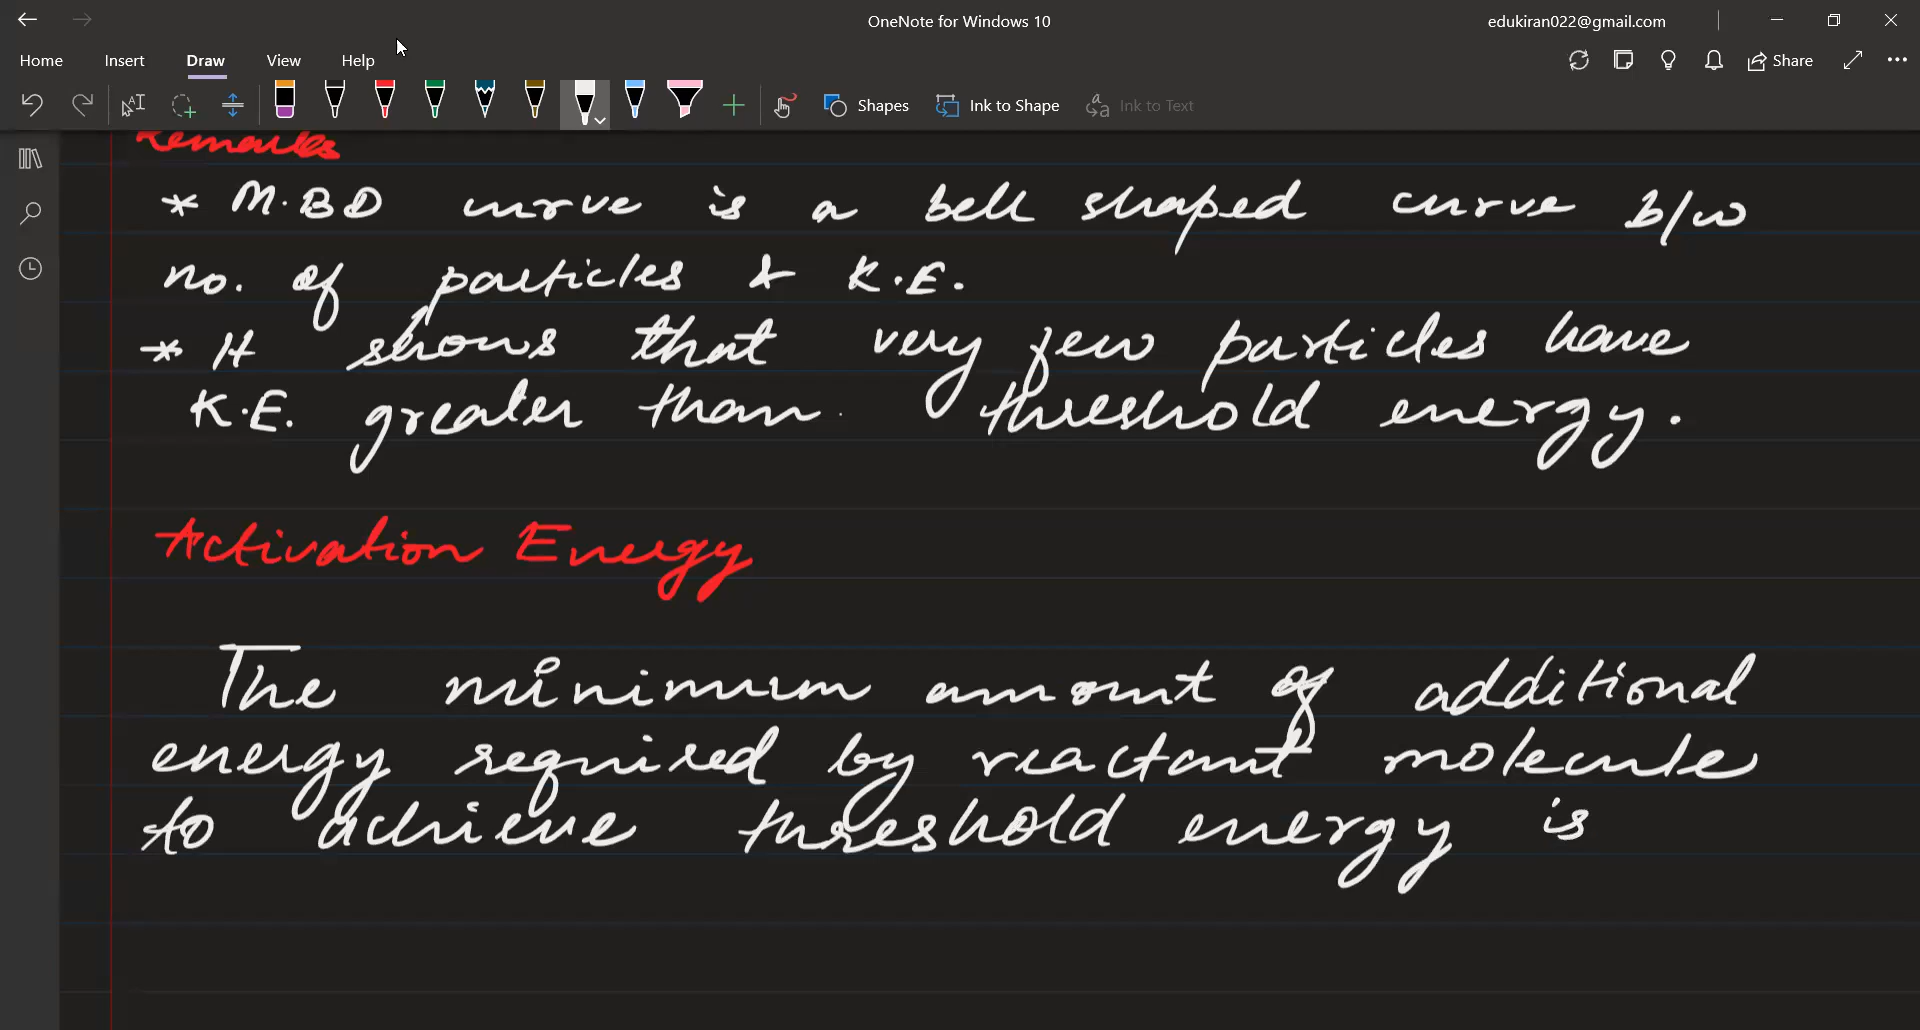 OneNote for Windows 10
edukiran022@gmail.com
Home Insert Draw View Help
Share
Shapes Ink to Shape Ink to Text
Remarks
* M.BD curve is a bell shaped curve b/w
no. of particles & K.E.
* It shows that very few particles have
K.E. greater than threshold energy.
Activation Energy
The minimum amount of additional
energy required by reactant molecule
to achieve threshold energy is